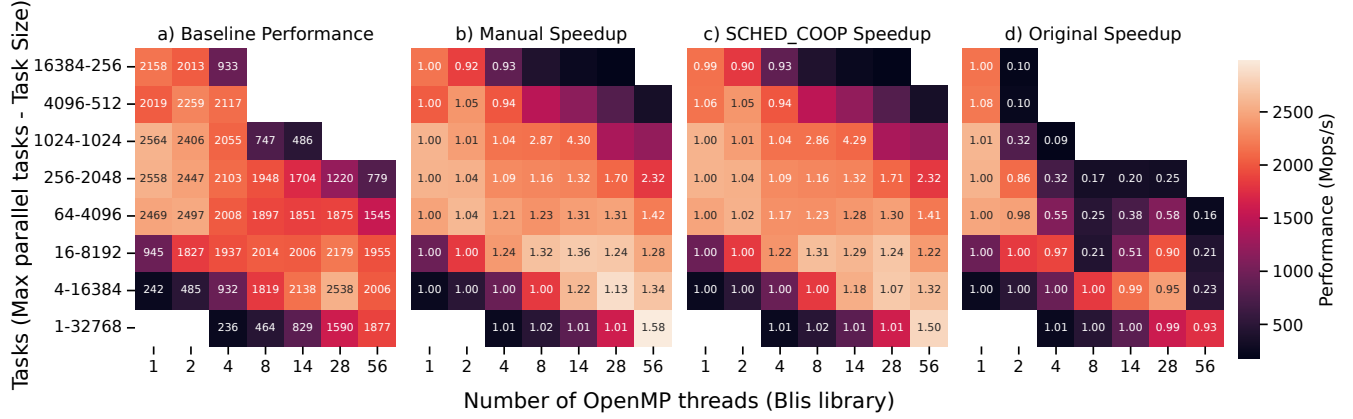 a) Baseline Performance b) Manual Speedup c) SCHED_COOP Speedup d) Original Speedup
Tasks (Max parallel tasks - Task Size)
16384-256 2158 2013 933 1.00 0.92 0.93 0.99 0.90 0.93 1.00 0.10
4096-512 2019 2259 2117 1.00 1.05 0.94 1.06 1.05 0.94 1.08 0.10
1024-1024 2564 2406 2055 747 486 1.00 1.01 1.04 2.87 4.30 1.00 1.01 1.04 2.86 4.29 1.01 0.32 0.09
256-2048 2558 2447 2103 1948 1704 1220 779 1.00 1.04 1.09 1.16 1.32 1.70 2.32 1.00 1.04 1.09 1.16 1.32 1.71 2.32 1.00 0.86 0.32 0.17 0.20 0.25
64-4096 2469 2497 2008 1897 1851 1875 1545 1.00 1.04 1.21 1.23 1.31 1.31 1.42 1.00 1.02 1.17 1.23 1.28 1.30 1.41 1.00 0.98 0.55 0.25 0.38 0.58 0.16
16-8192 945 1827 1937 2014 2006 2179 1955 1.00 1.00 1.24 1.32 1.36 1.24 1.28 1.00 1.00 1.22 1.31 1.29 1.24 1.22 1.00 1.00 0.97 0.21 0.51 0.90 0.21
4-16384 242 485 932 1819 2138 2538 2006 1.00 1.00 1.00 1.00 1.22 1.13 1.34 1.00 1.00 1.00 1.00 1.18 1.07 1.32 1.00 1.00 1.00 1.00 0.99 0.95 0.23
1-32768 236 464 829 1590 1877 1.01 1.02 1.01 1.01 1.58 1.01 1.02 1.01 1.01 1.50 1.01 1.00 1.00 0.99 0.93
1 2 4 8 14 28 56 1 2 4 8 14 28 56 1 2 4 8 14 28 56 1 2 4 8 14 28 56
Number of OpenMP threads (Blis library)
2500
2000
1500
1000
500
Performance (Mops/s)